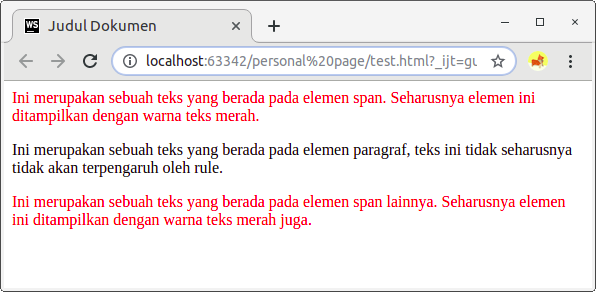 WS Judul Dokumen
localhost:63342/personal%20page/test.html?_ijt=gu
Ini merupakan sebuah teks yang berada pada elemen span. Seharusnya elemen ini
ditampilkan dengan warna teks merah.
Ini merupakan sebuah teks yang berada pada elemen paragraf, teks ini tidak seharusnya
tidak akan terpengaruh oleh rule.
Ini merupakan sebuah teks yang berada pada elemen span lainnya. Seharusnya elemen
ini ditampilkan dengan warna teks merah juga.